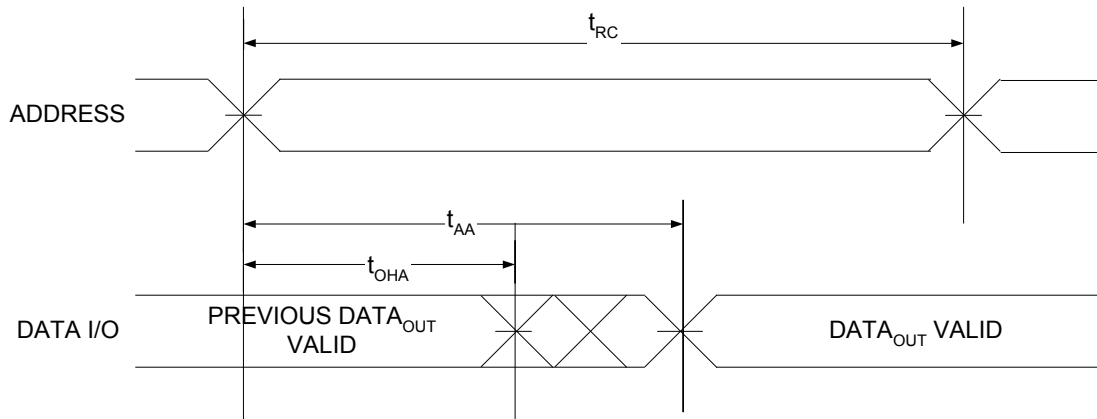 tRC
ADDRESS
tAA
tOHA
DATA I/O
PREVIOUS DATAOUT
VALID
DATAOUT VALID